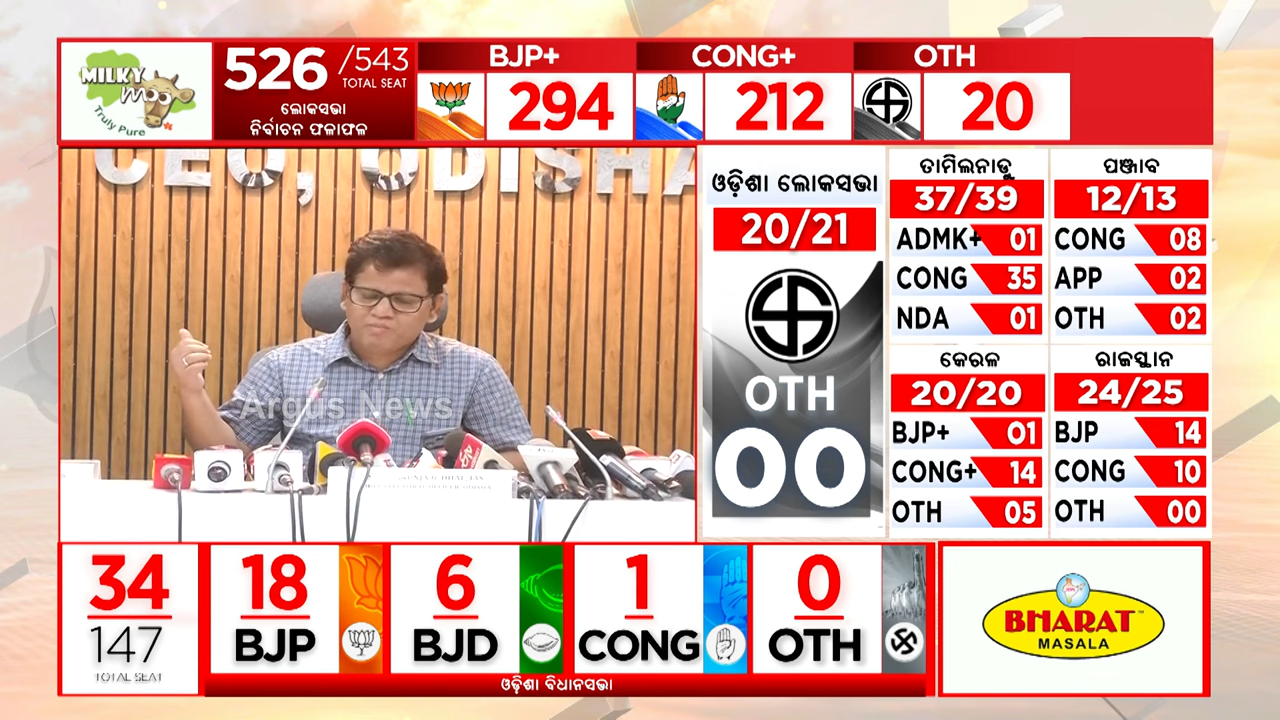 MILKY
moo
Truly Pure
526 /543
TOTAL SEAT
ଲୋକସଭା
ନିର୍ବାଚନ ଫଳାଫଳ
BJP+
294
CONG+
212
OTH
20
CEO, ODISHA
Argus News
ଓଡ଼ିଶା ଲୋକସଭା
20/21
OTH
00
ତାମିଲନାଡୁ
37/39
ADMK+ 01
CONG 35
NDA 01
ପଞ୍ଜାବ
12/13
CONG 08
APP 02
OTH 02
କେରଳ
20/20
BJP+ 01
CONG+ 14
OTH 05
ରାଜସ୍ଥାନ
24/25
BJP 14
CONG 10
OTH 00
34
147
TOTAL SEAT
18
BJP
6
BJD
1
CONG
0
OTH
ଓଡ଼ିଶା ବିଧାନସଭା
BHARAT™
MASALA